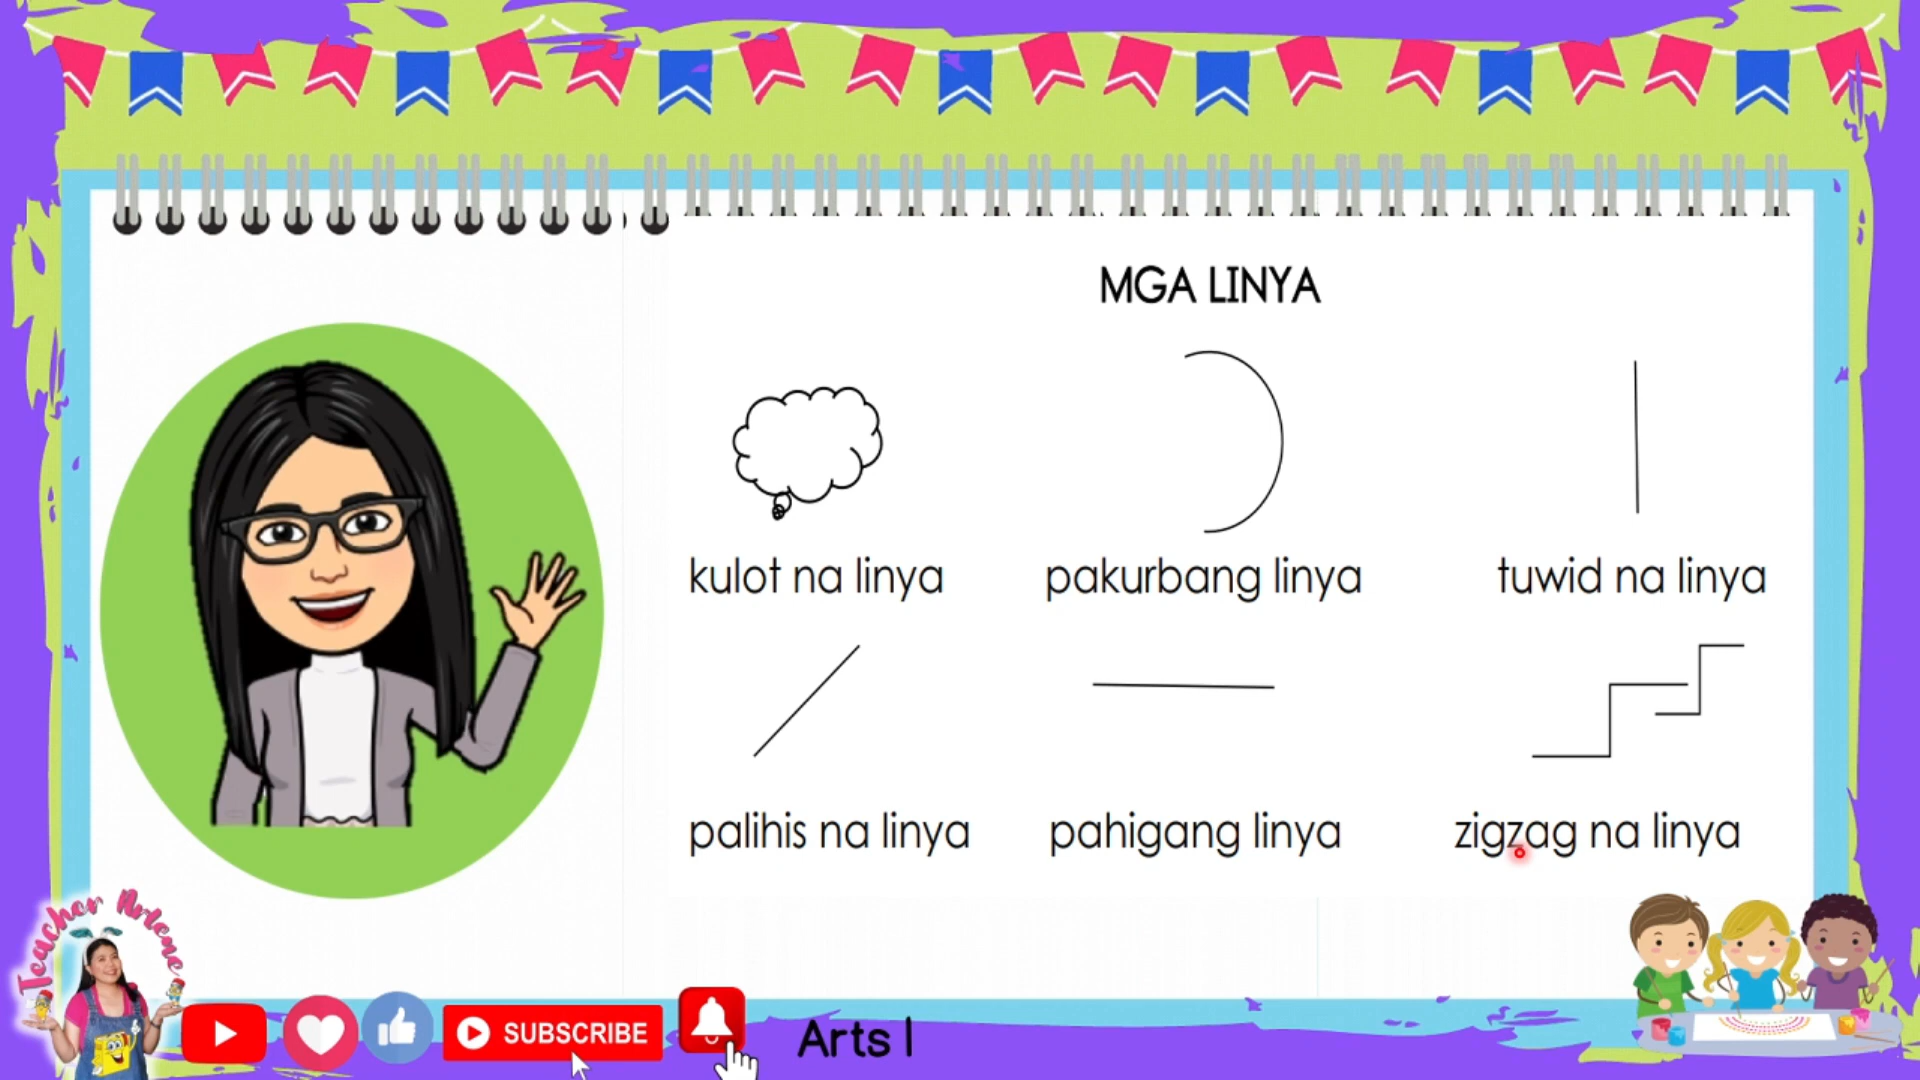 MGA LINYA
kulot na linya
pakurbang linya
tuwid na linya
palihis na linya
pahigang linya
zigzag na linya
Teacher Artene
SUBSCRIBE
Arts I